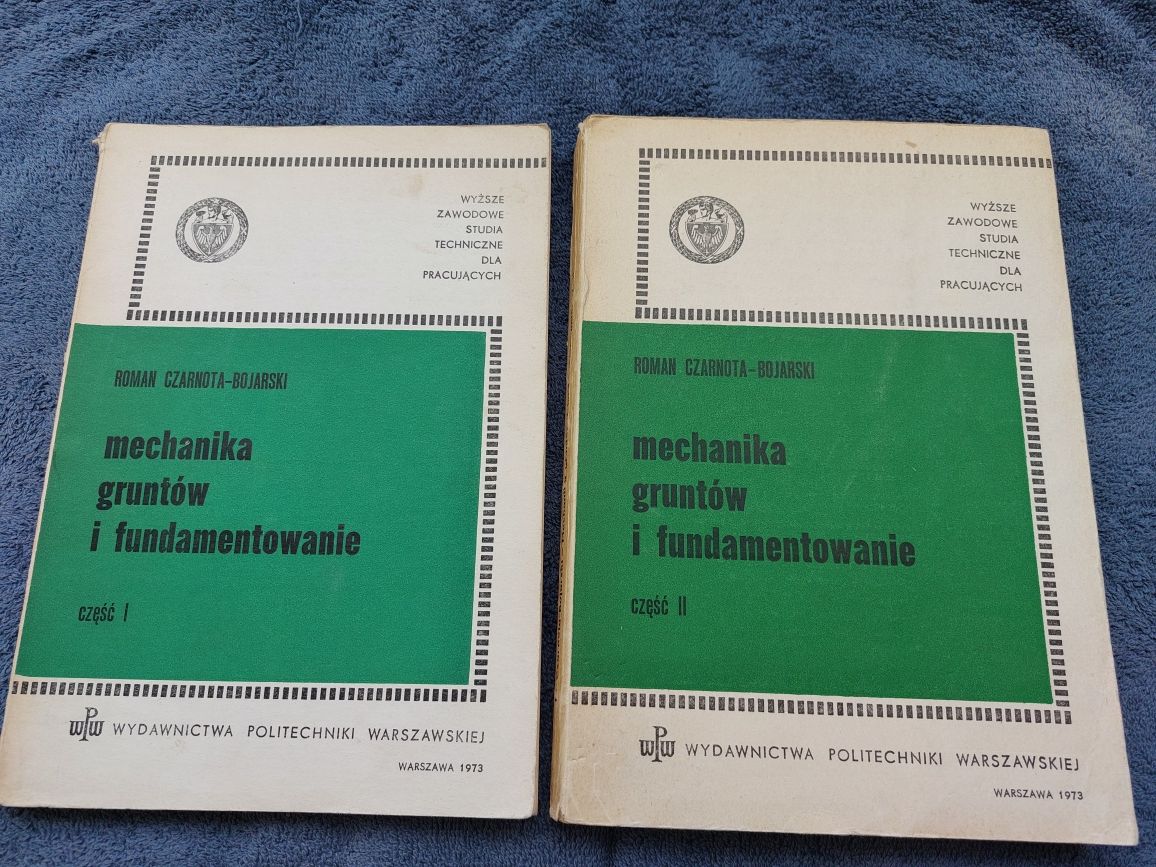 WYŻSZE
ZAWODOWE
STUDIA
TECHNICZNE
DLA
PRACUJĄCYCH
ROMAN CZARNOTA-BOJARSKI
mechanika
gruntów
i fundamentowanie
część I
WPW WYDAWNICTWA POLITECHNIKI WARSZAWSKIEJ
WARSZAWA 1973
WYŻSZE
ZAWODOWE
STUDIA
TECHNICZNE
DLA
PRACUJĄCYCH
ROMAN CZARNOTA-BOJARSKI
mechanika
gruntów
i fundamentowanie
część II
WPW WYDAWNICTWA POLITECHNIKI WARSZAWSKIEJ
WARSZAWA 1973